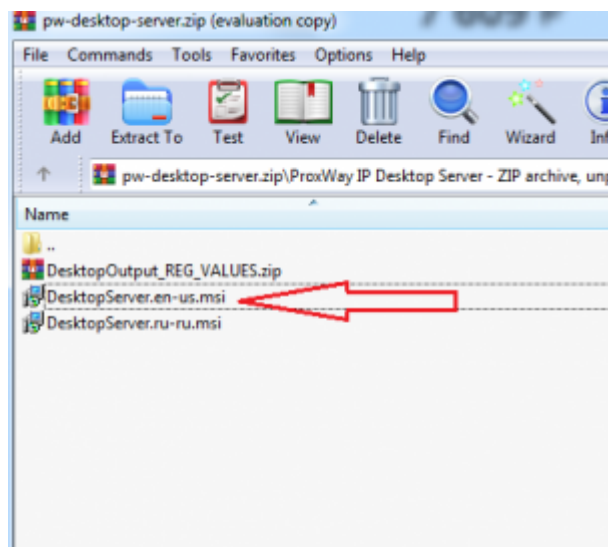 pw-desktop-server.zip (evaluation copy)
File Commands Tools Favorites Options Help
Add Extract To Test View Delete Find Wizard Inf
pw-desktop-server.zip\ProxWay IP Desktop Server - ZIP archive, unp
Name
..
DesktopOutput_REG_VALUES.zip
DesktopServer.en-us.msi
DesktopServer.ru-ru.msi